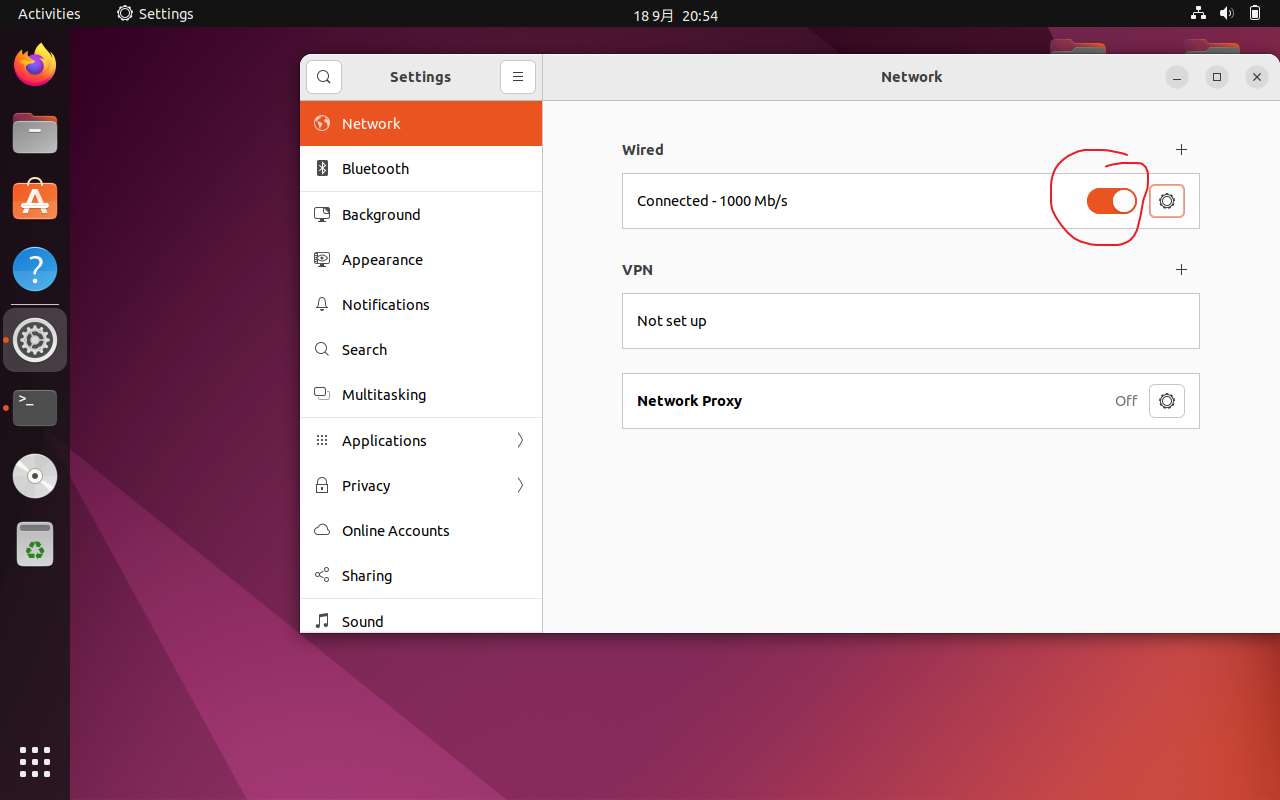 Activities
Settings
18 9月 20:54
Settings
Network
Network
Bluetooth
Background
Appearance
Notifications
Search
Multitasking
Applications
Privacy
Online Accounts
Sharing
Sound
Wired
Connected - 1000 Mb/s
VPN
Not set up
Network Proxy
Off